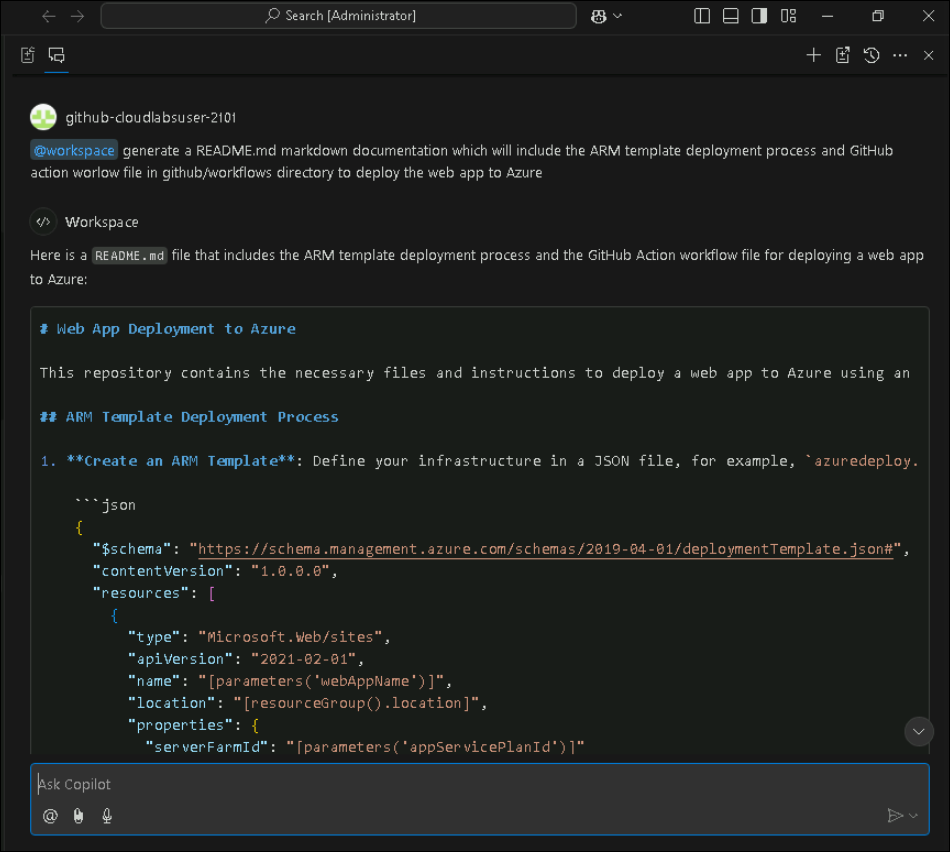 Search [Administrator]
github-cloudlabsuser-2101
@workspace generate a README.md markdown documentation which will include the ARM template deployment process and GitHub
action worlow file in github/workflows directory to deploy the web app to Azure
Workspace
Here is a README.md file that includes the ARM template deployment process and the GitHub Action workflow file for deploying a web app
to Azure:
# Web App Deployment to Azure
This repository contains the necessary files and instructions to deploy a web app to Azure using an
## ARM Template Deployment Process
1. **Create an ARM Template**: Define your infrastructure in a JSON file, for example, `azuredeploy.
```json
{
"$schema": "https://schema.management.azure.com/schemas/2019-04-01/deploymentTemplate.json#",
"contentVersion": "1.0.0.0",
"resources": [
{
"type": "Microsoft.Web/sites",
"apiVersion": "2021-02-01",
"name": "[parameters('webAppName')]",
"location": "[resourceGroup().location]",
"properties": {
"serverFarmId": "[parameters('appServicePlanId')]"
Ask Copilot